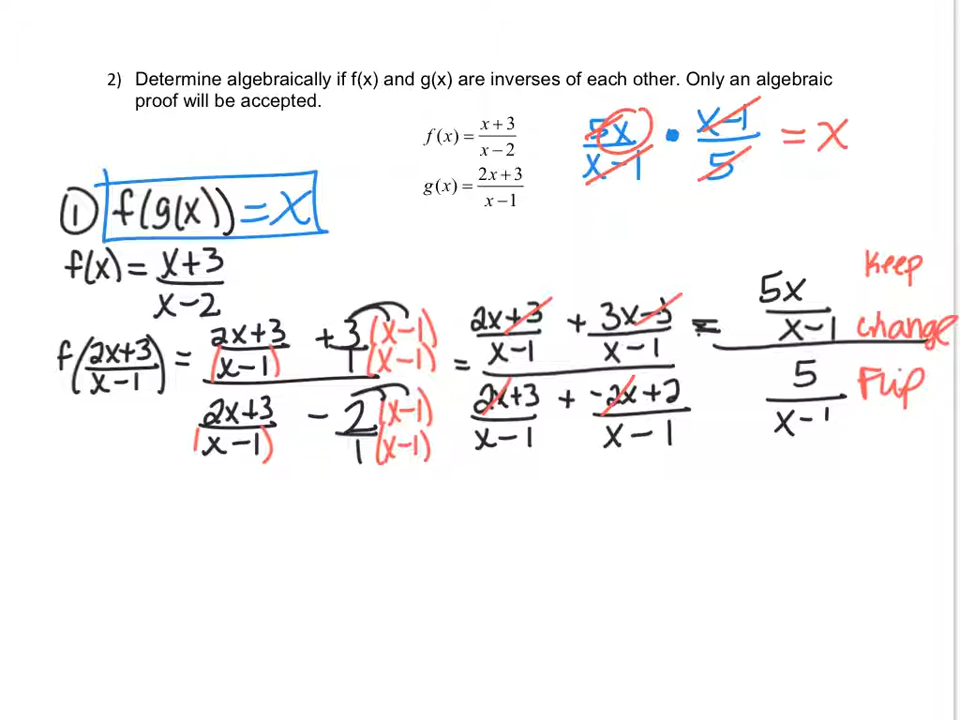 2) Determine algebraically if f(x) and g(x) are inverses of each other. Only an algebraic
proof will be accepted.
f(x) = (x+3)/(x−2)
g(x) = (2x+3)/(x−1)
5x/(x−1) • (x−1)/5 = x
① f(g(x)) = x
f(x) = (x+3)/(x−2)
f((2x+3)/(x−1)) = ((2x+3)/(x−1) + 3(x−1)/1(x−1))/((2x+3)/(x−1) − 2(x−1)/1(x−1)) = ((2x+3)/(x−1) + (3x−3)/(x−1))/((2x+3)/(x−1) + (−2x+2)/(x−1)) = (5x/(x−1))/(5/(x−1))
Keep
change
Flip